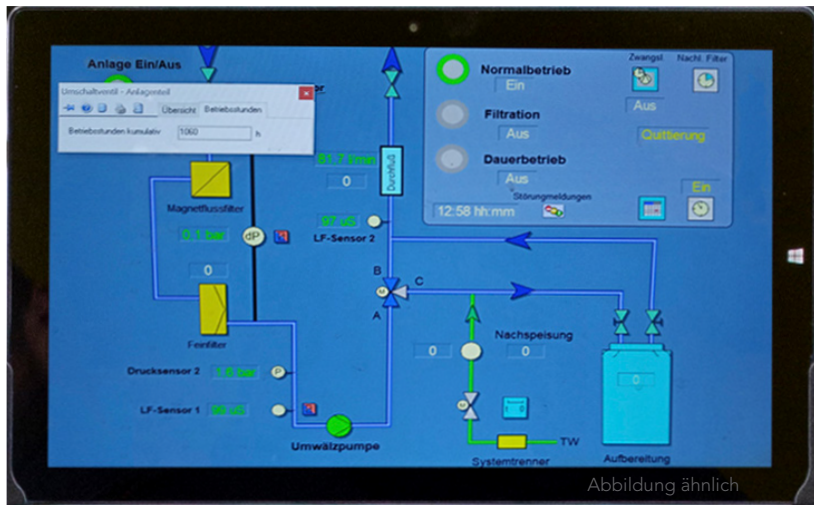 Anlage Ein/Aus
Umschaltventil - Anlagenteil
Übersicht
Betriebsstunden
Betriebsstunden kumulativ
1060
h
Magnetflussfilter
0.1 bar
dP
0
Feinfilter
Drucksensor 2
1.6 bar
P
LF-Sensor 1
96 uS
Umwälzpumpe
81.7 l/min
0
Durchfluß
97 uS
LF-Sensor 2
B
C
M
A
Normalbetrieb
Ein
Filtration
Aus
Dauerbetrieb
Aus
Störungmeldungen
12:58 hh:mm
Zwangsl.
Nachl. Filter
Aus
Quittierung
Ein
Nachspeisung
0
0
M
TW
Systemtrenner
0
Aufbereitung
Abbildung ähnlich